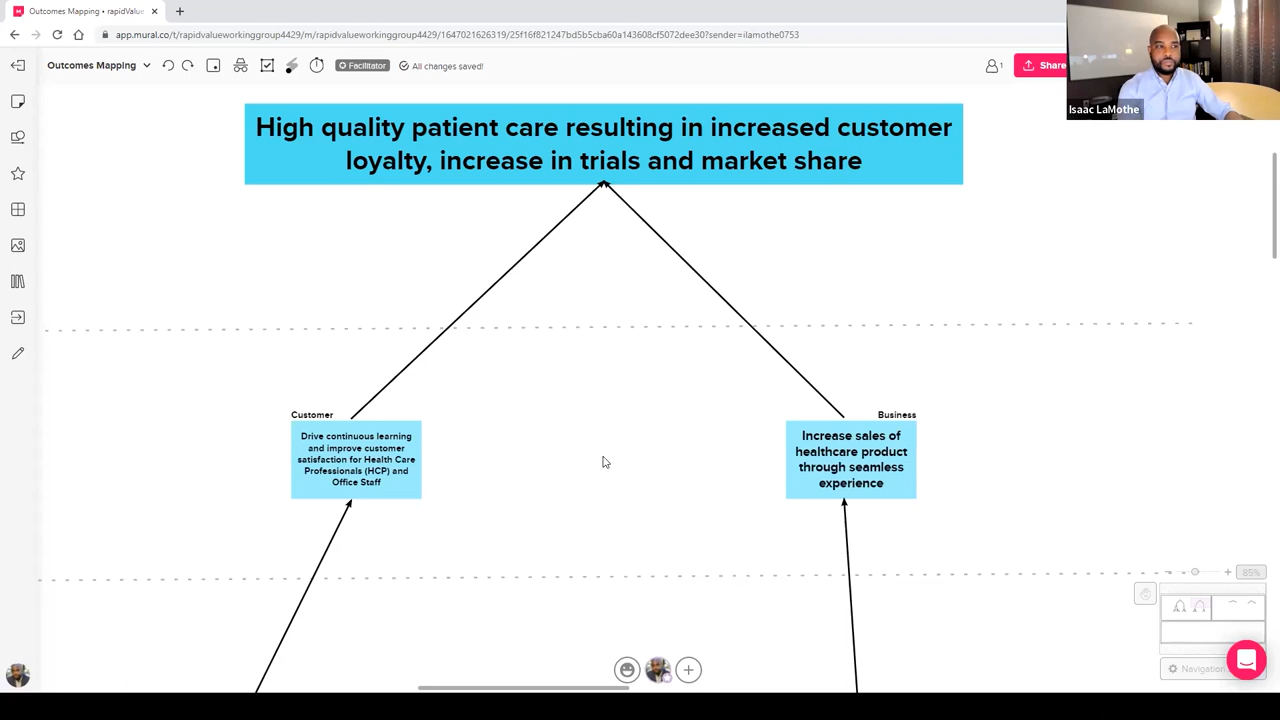 Outcomes Mapping • rapidValue
app.mural.co/t/rapidvalueworkinggroup4429/m/rapidvalueworkinggroup4429/1647021626319/25f16f821247bd5b5cba60a143608cf5072dee30?sender=ilamothe0753
Outcomes Mapping
Facilitator
All changes saved!
1
Share
Isaac LaMothe
High quality patient care resulting in increased customer
loyalty, increase in trials and market share
Customer
Business
Drive continuous learning
and improve customer
satisfaction for Health Care
Professionals (HCP) and
Office Staff
Increase sales of
healthcare product
through seamless
experience
85%
Navigation